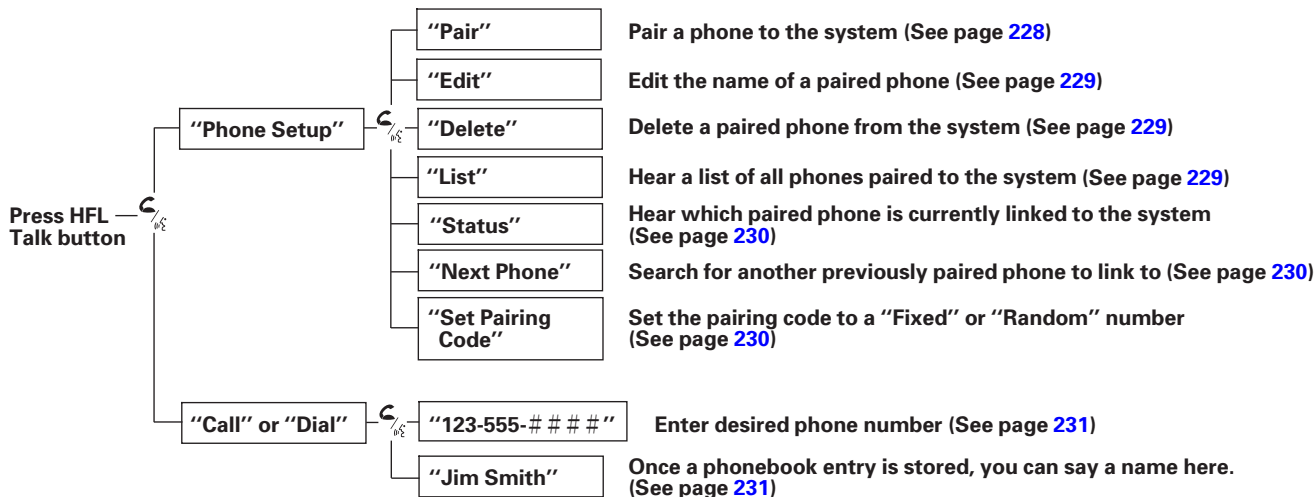 “Pair” Pair a phone to the system (See page 228)
“Edit” Edit the name of a paired phone (See page 229)
“Phone Setup” “Delete” Delete a paired phone from the system (See page 229)
“List” Hear a list of all phones paired to the system (See page 229)
Press HFL
Talk button
“Status” Hear which paired phone is currently linked to the system
(See page 230)
“Next Phone” Search for another previously paired phone to link to (See page 230)
“Set Pairing
Code”
Set the pairing code to a “Fixed” or “Random” number
(See page 230)
“Call” or “Dial” “123-555-####” Enter desired phone number (See page 231)
“Jim Smith” Once a phonebook entry is stored, you can say a name here.
(See page 231)